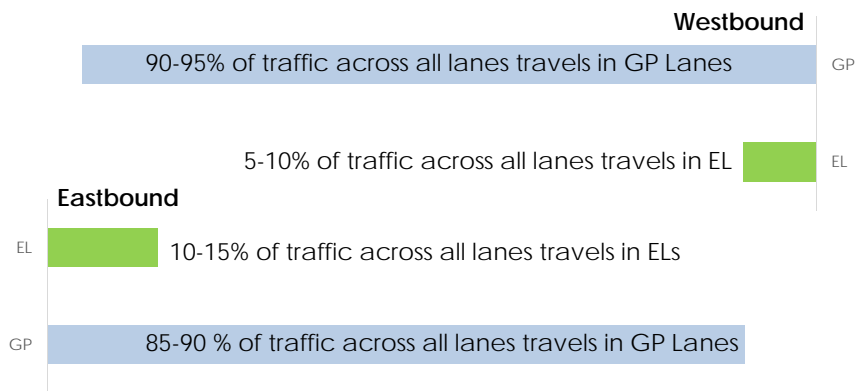 Westbound
90-95% of traffic across all lanes travels in GP Lanes
GP
5-10% of traffic across all lanes travels in EL
EL
Eastbound
EL
10-15% of traffic across all lanes travels in ELs
GP
85-90 % of traffic across all lanes travels in GP Lanes